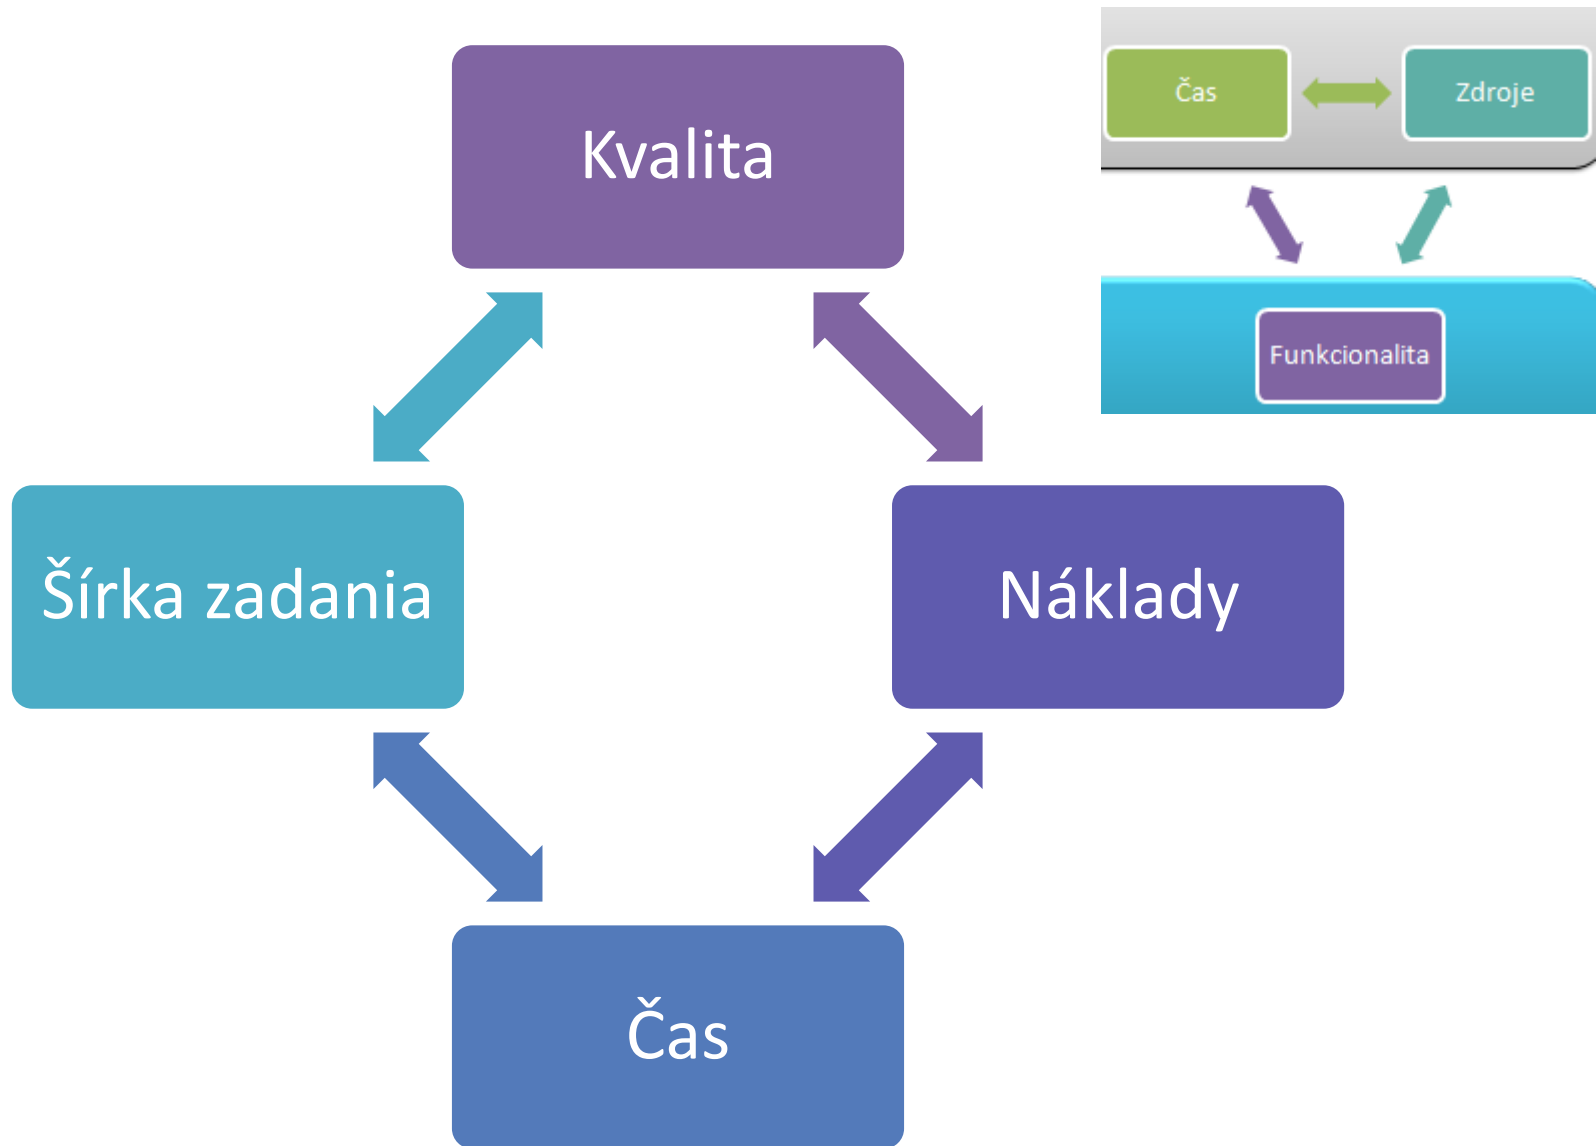 Kvalita
Šírka zadania
Náklady
Čas
Čas
Zdroje
Funkcionalita